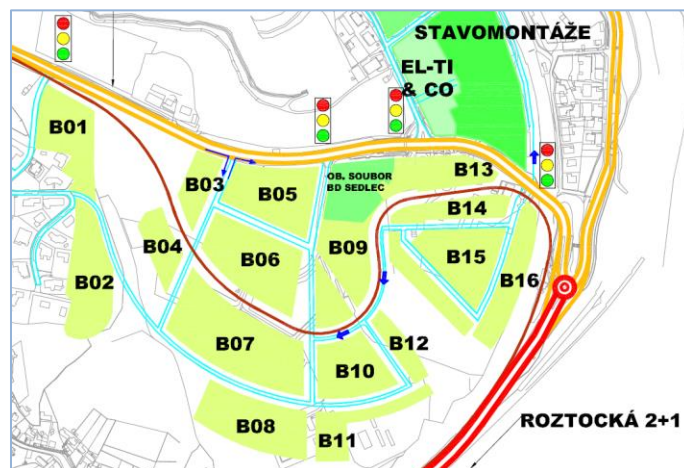 STAVOMONTÁŽE
EL-TI
& CO
B01
B03
B05
OB. SOUBOR
BD SEDLEC
B13
B14
B04
B06
B09
B15
B16
B02
B07
B12
B10
B08
B11
ROZTOCKÁ 2+1